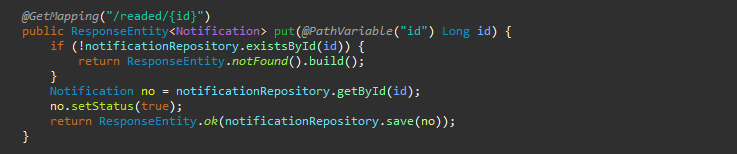 @GetMapping("/readed/{id}")
public ResponseEntity<Notification> put(@PathVariable("id") Long id) {
if (!notificationRepository.existsById(id)) {
return ResponseEntity.notFound().build();
}
Notification no = notificationRepository.getById(id);
no.setStatus(true);
return ResponseEntity.ok(notificationRepository.save(no));
}